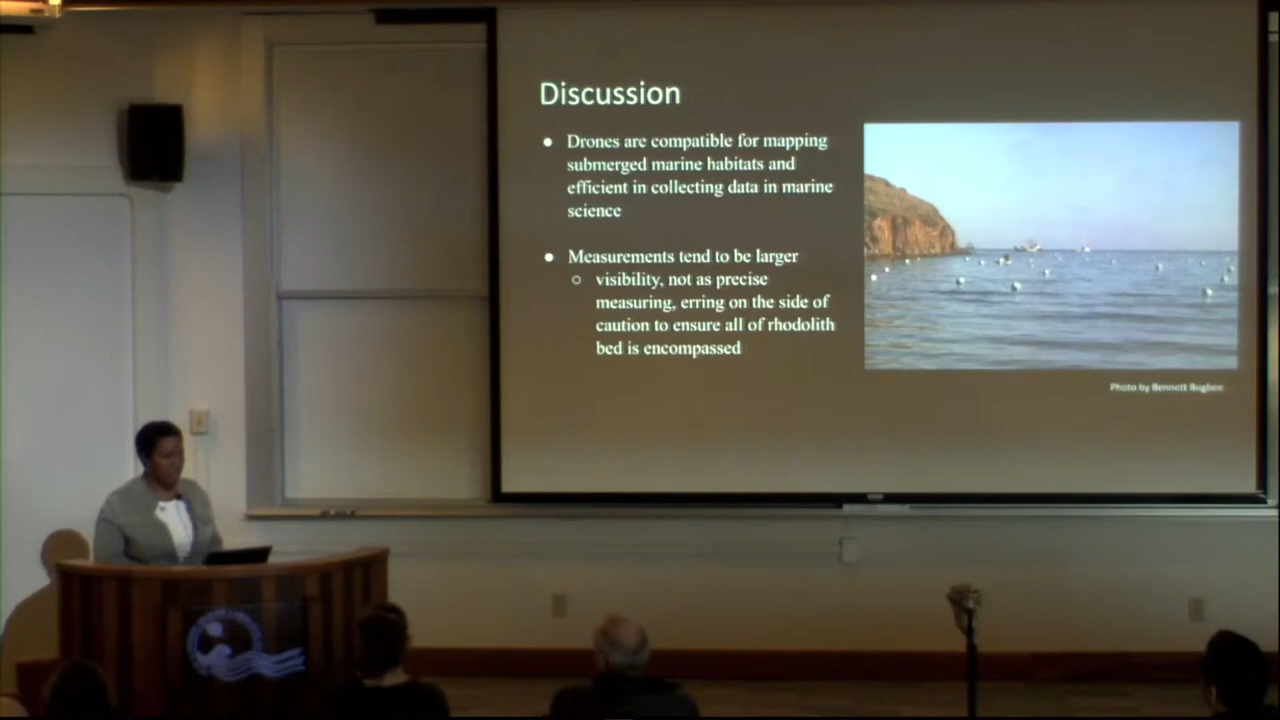 Discussion
● Drones are compatible for mapping
submerged marine habitats and
efficient in collecting data in marine
science
● Measurements tend to be larger
○ visibility, not as precise
measuring, erring on the side of
caution to ensure all of rhodolith
bed is encompassed
Photo by Bennett Bugbee